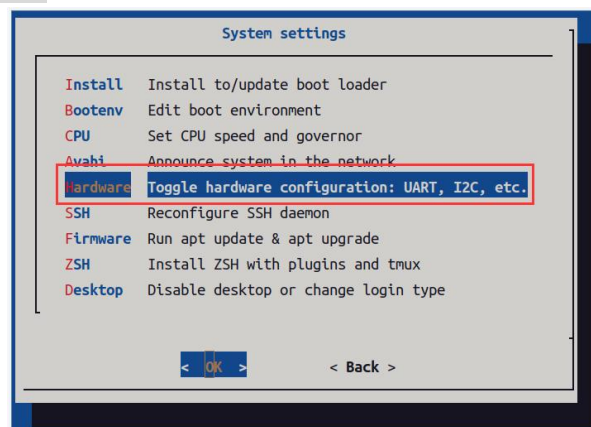 System settings
Install Install to/update boot loader
Bootenv Edit boot environment
CPU Set CPU speed and governor
Avahi Announce system in the network
Hardware Toggle hardware configuration: UART, I2C, etc.
SSH Reconfigure SSH daemon
Firmware Run apt update & apt upgrade
ZSH Install ZSH with plugins and tmux
Desktop Disable desktop or change login type
< OK > < Back >